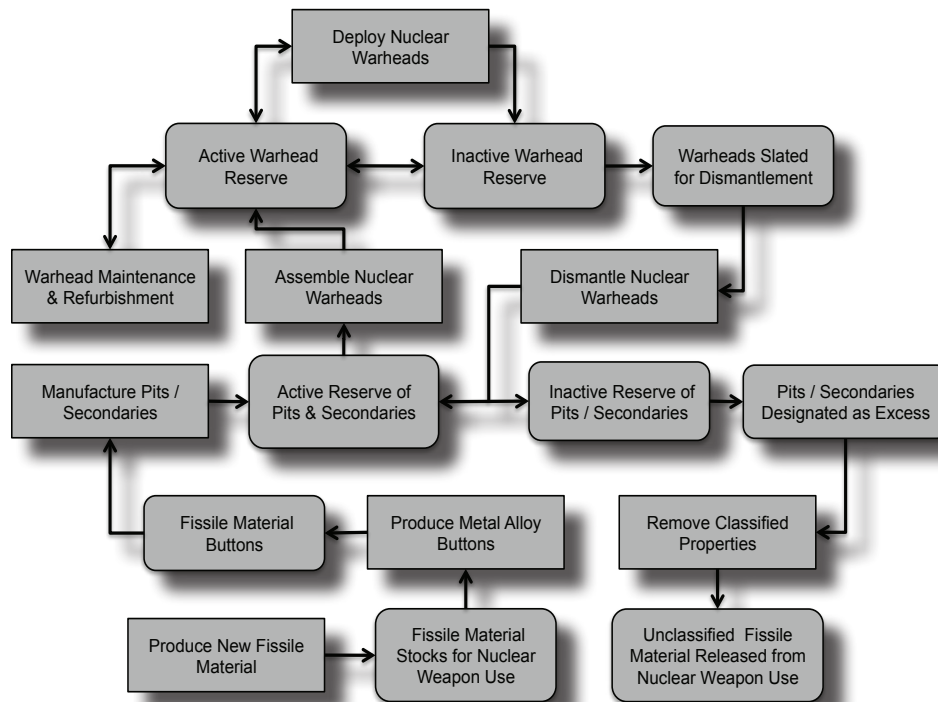 Deploy Nuclear
Warheads
Active Warhead
Reserve
Inactive Warhead
Reserve
Warheads Slated
for Dismantlement
Warhead Maintenance
& Refurbishment
Assemble Nuclear
Warheads
Dismantle Nuclear
Warheads
Manufacture Pits /
Secondaries
Active Reserve of
Pits & Secondaries
Inactive Reserve of
Pits / Secondaries
Pits / Secondaries
Designated as Excess
Fissile Material
Buttons
Produce Metal Alloy
Buttons
Remove Classified
Properties
Produce New Fissile
Material
Fissile Material
Stocks for Nuclear
Weapon Use
Unclassified Fissile
Material Released from
Nuclear Weapon Use